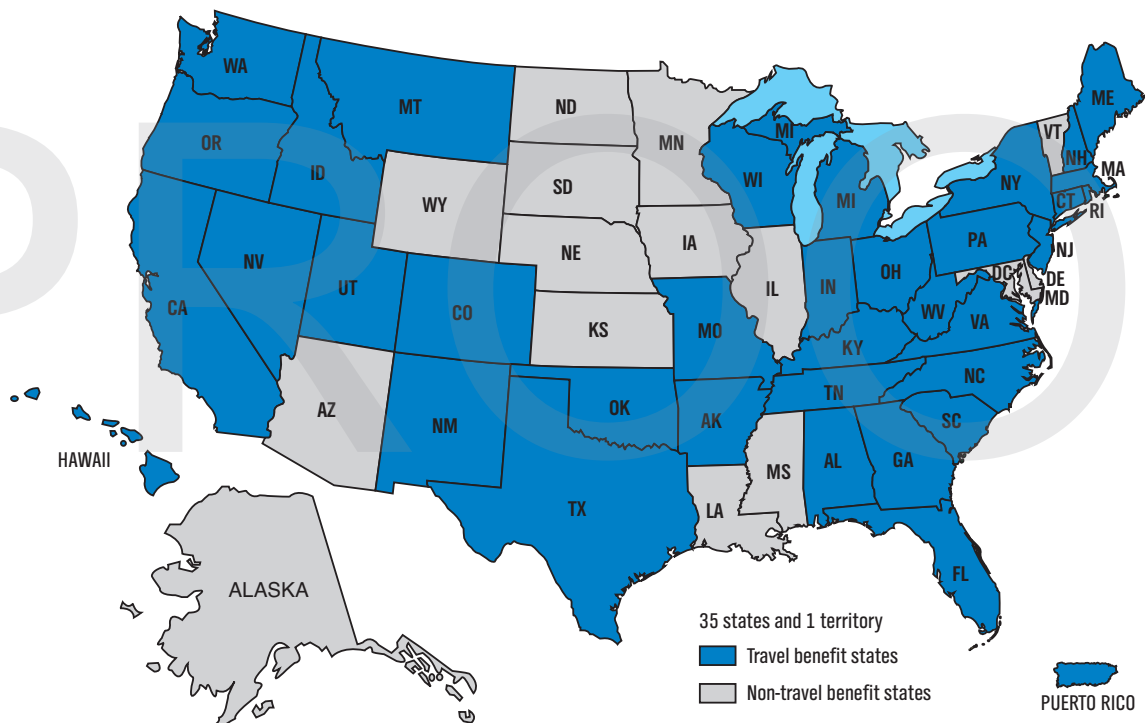 WA
MT
ND
MN
MI
VT
ME
OR
ID
SD
WI
MI
NY
NH
MA
WY
CT
RI
NE
IA
PA
NJ
NV
UT
CO
IL
IN
OH
DC
DE
MD
CA
KS
MO
WV
VA
KY
AZ
NM
OK
AK
TN
NC
SC
HAWAII
TX
LA
MS
AL
GA
ALASKA
FL
35 states and 1 territory
Travel benefit states
Non-travel benefit states
PUERTO RICO
PROO